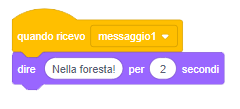 quando ricevo messaggio1
dire Nella foresta! per 2 secondi